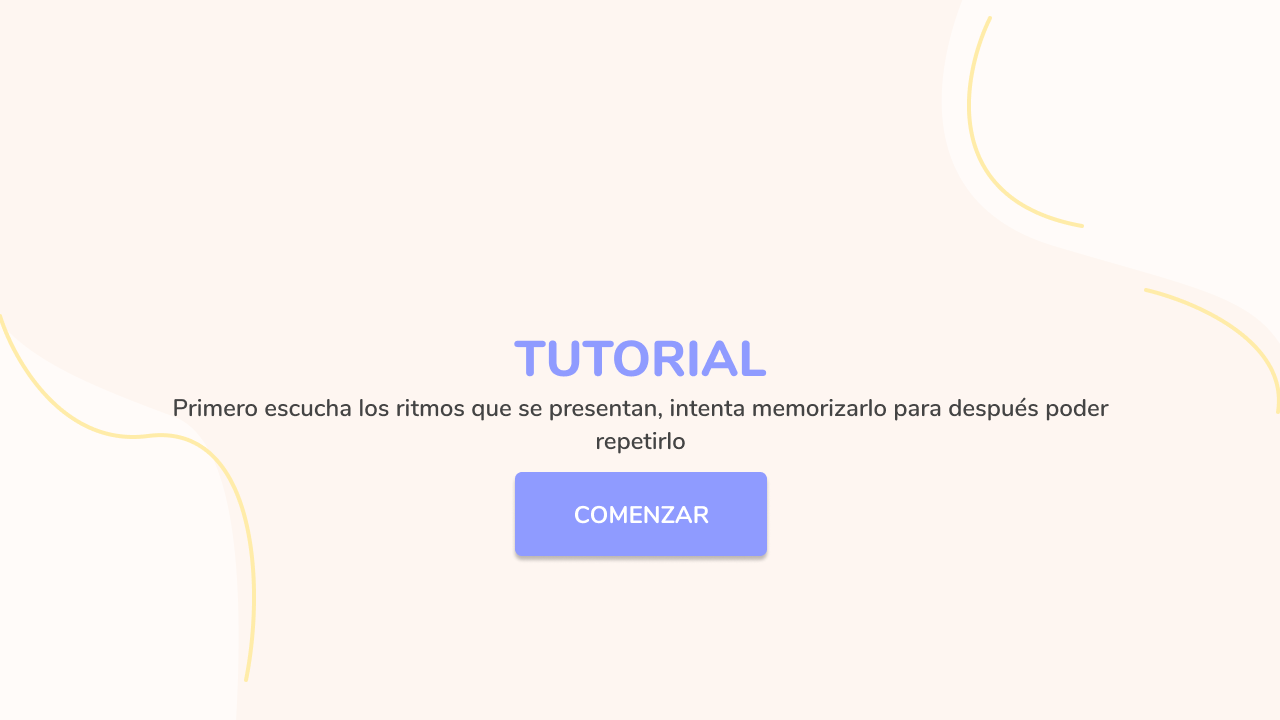 TUTORIAL
Primero escucha los ritmos que se presentan, intenta memorizarlo para después poder
repetirlo
COMENZAR